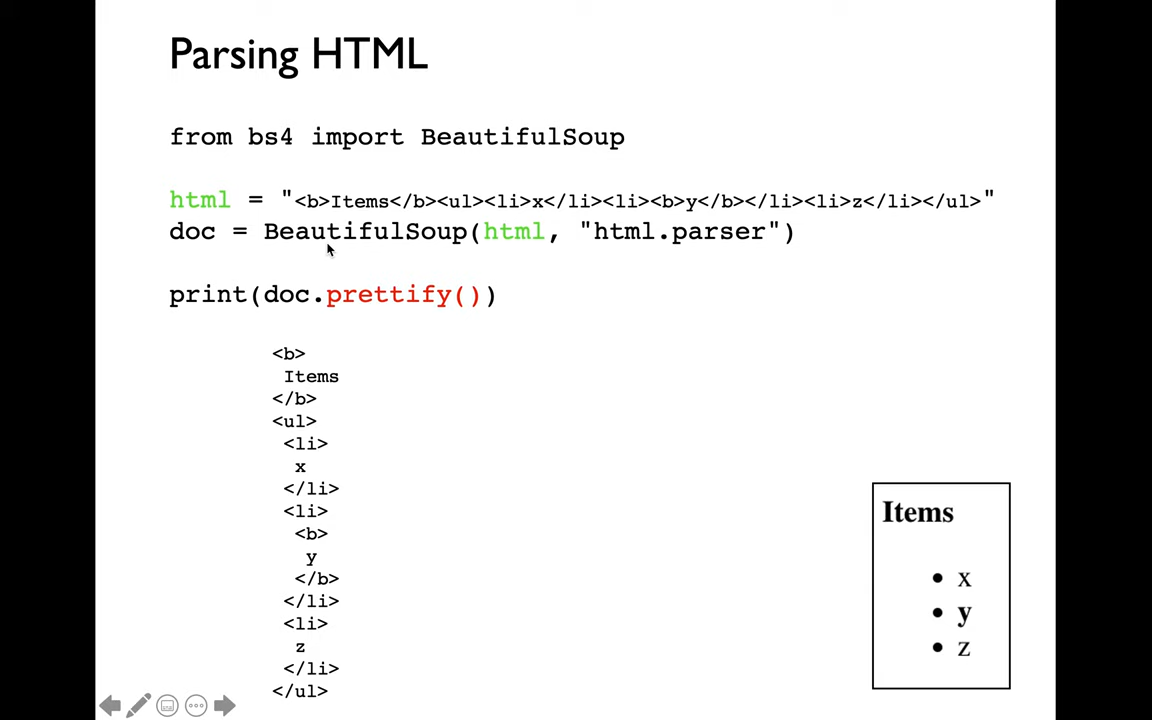 Parsing HTML
from bs4 import BeautifulSoup
html = "<b>Items</b><ul><li>x</li><li><b>y</b></li><li>z</li></ul>"
doc = BeautifulSoup(html, "html.parser")
print(doc.prettify())
<b>
 Items
</b>
<ul>
 <li>
  x
 </li>
 <li>
  <b>
   y
  </b>
 </li>
 <li>
  z
 </li>
</ul>
Items
• x
• y
• z